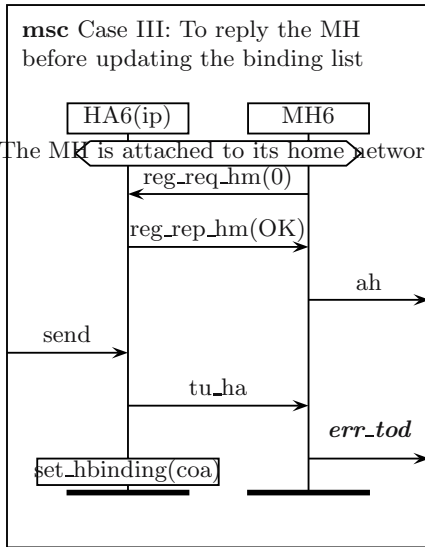 msc Case III: To reply the MH
before updating the binding list
HA6(ip) MH6
The MH is attached to its home networ
reg_req_hm(0)
reg_rep_hm(OK)
ah
send
tu_ha
err_tod
set_hbinding(coa)